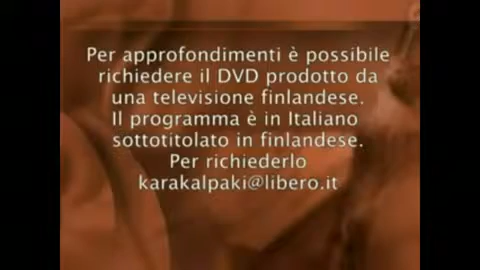 Per approfondimenti è possibile
richiedere il DVD prodotto da
una televisione finlandese.
Il programma è in Italiano
sottotitolato in finlandese.
Per richiederlo
karakalpaki@libero.it